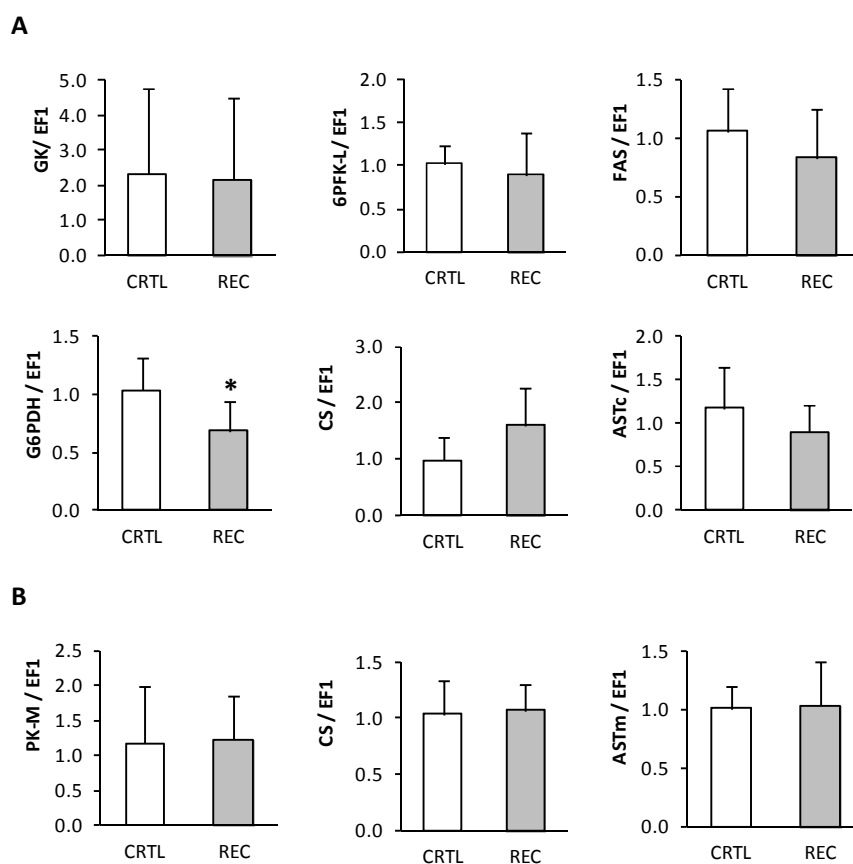 A
GK/ EF1
5.0
4.0
3.0
2.0
1.0
0.0
CRTL REC
6PFK-L/ EF1
2.0
1.5
1.0
0.5
0.0
CRTL REC
FAS / EF1
1.5
1.0
0.5
0.0
CRTL REC
G6PDH / EF1
1.5
1.0
0.5
0.0
*
CRTL REC
CS / EF1
3.0
2.0
1.0
0.0
CRTL REC
ASTc / EF1
2.0
1.5
1.0
0.5
0.0
CRTL REC
B
PK-M / EF1
2.5
2.0
1.5
1.0
0.5
0.0
CRTL REC
CS / EF1
1.5
1.0
0.5
0.0
CRTL REC
ASTm / EF1
1.5
1.0
0.5
0.0
CRTL REC